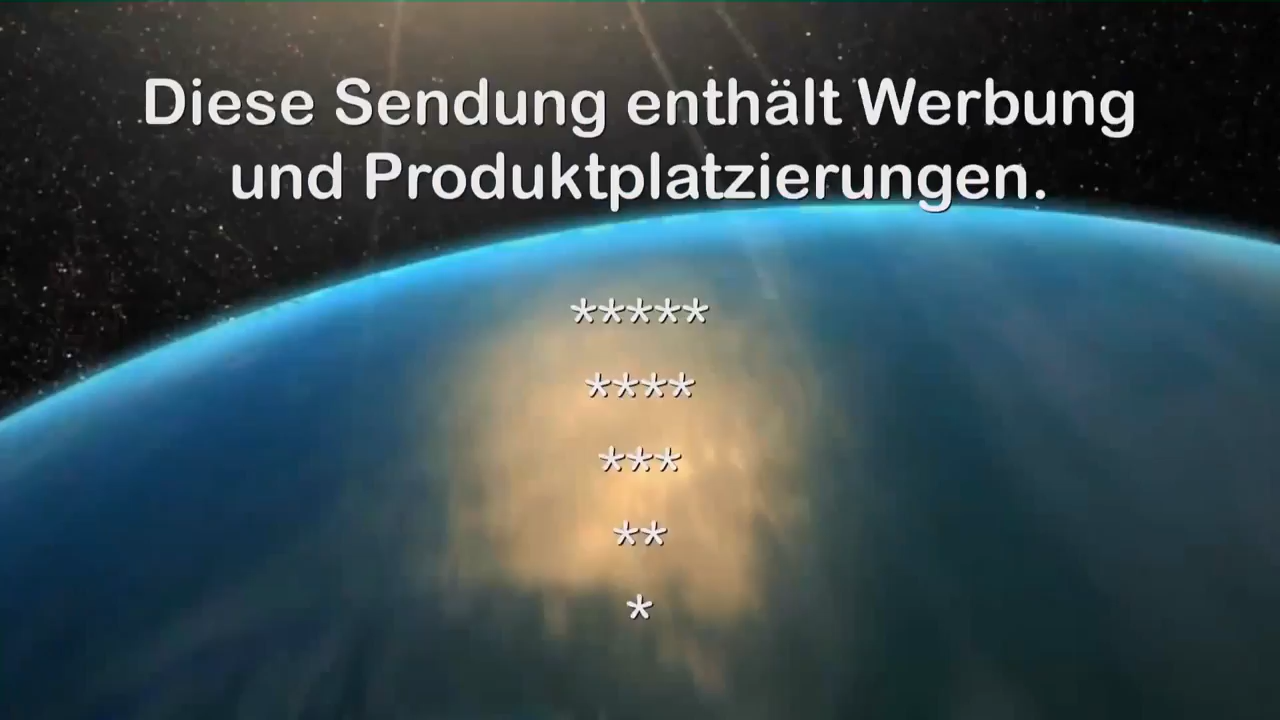 Diese Sendung enthält Werbung
und Produktplatzierungen.
*****
****
***
**
*